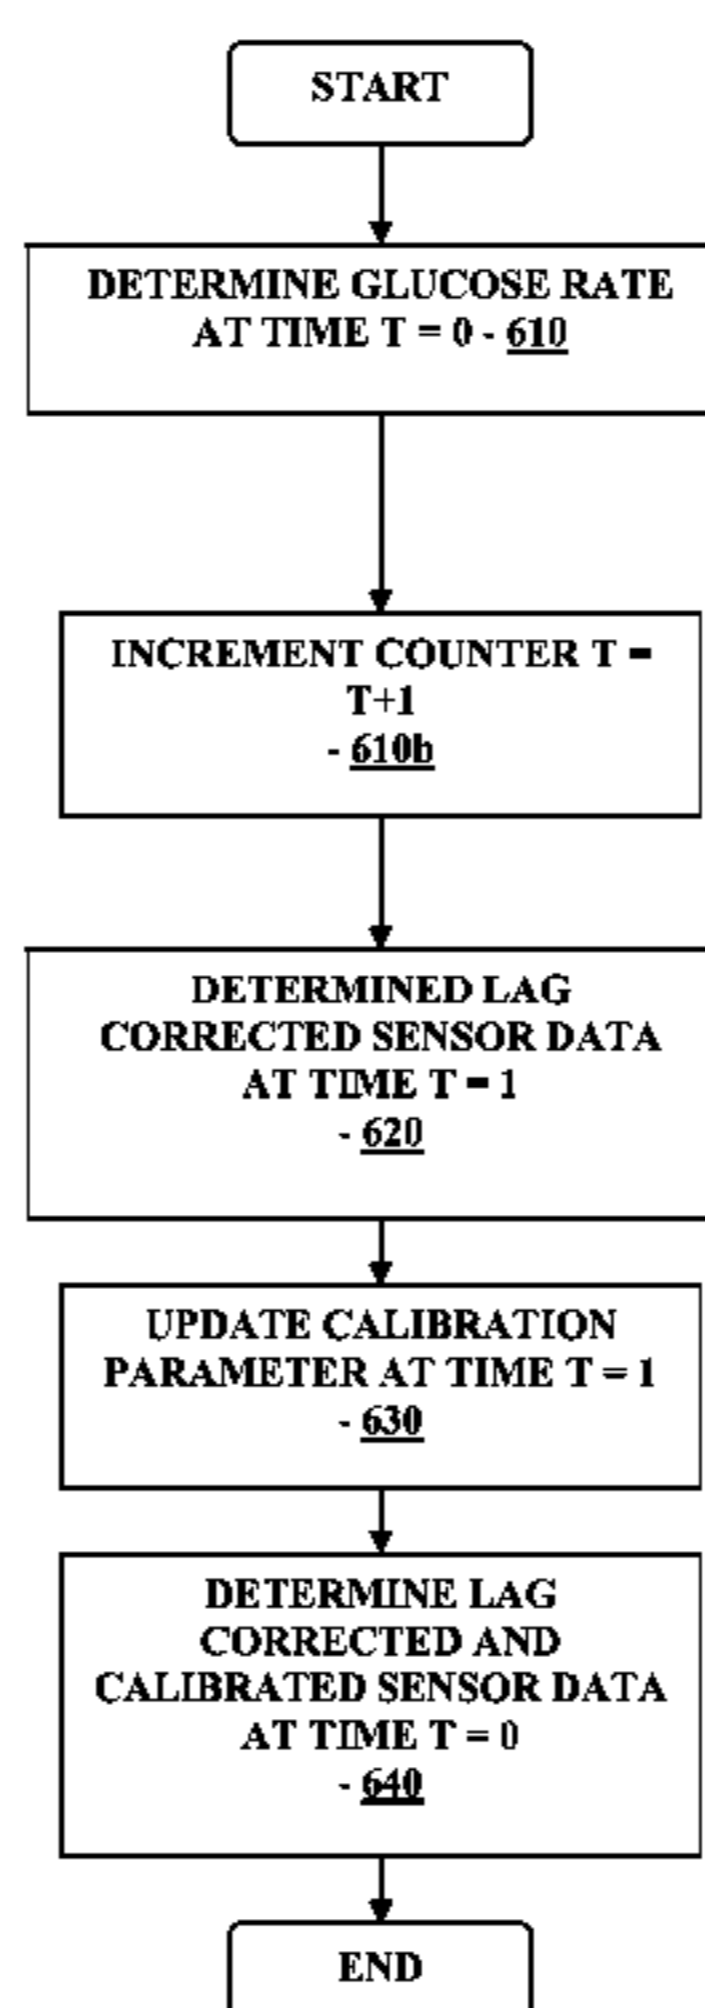 START
DETERMINE GLUCOSE RATE
AT TIME T = 0 - 610
INCREMENT COUNTER T =
T+1
- 610b
DETERMINED LAG
CORRECTED SENSOR DATA
AT TIME T = 1
- 620
UPDATE CALIBRATION
PARAMETER AT TIME T = 1
- 630
DETERMINE LAG
CORRECTED AND
CALIBRATED SENSOR DATA
AT TIME T = 0
- 640
END